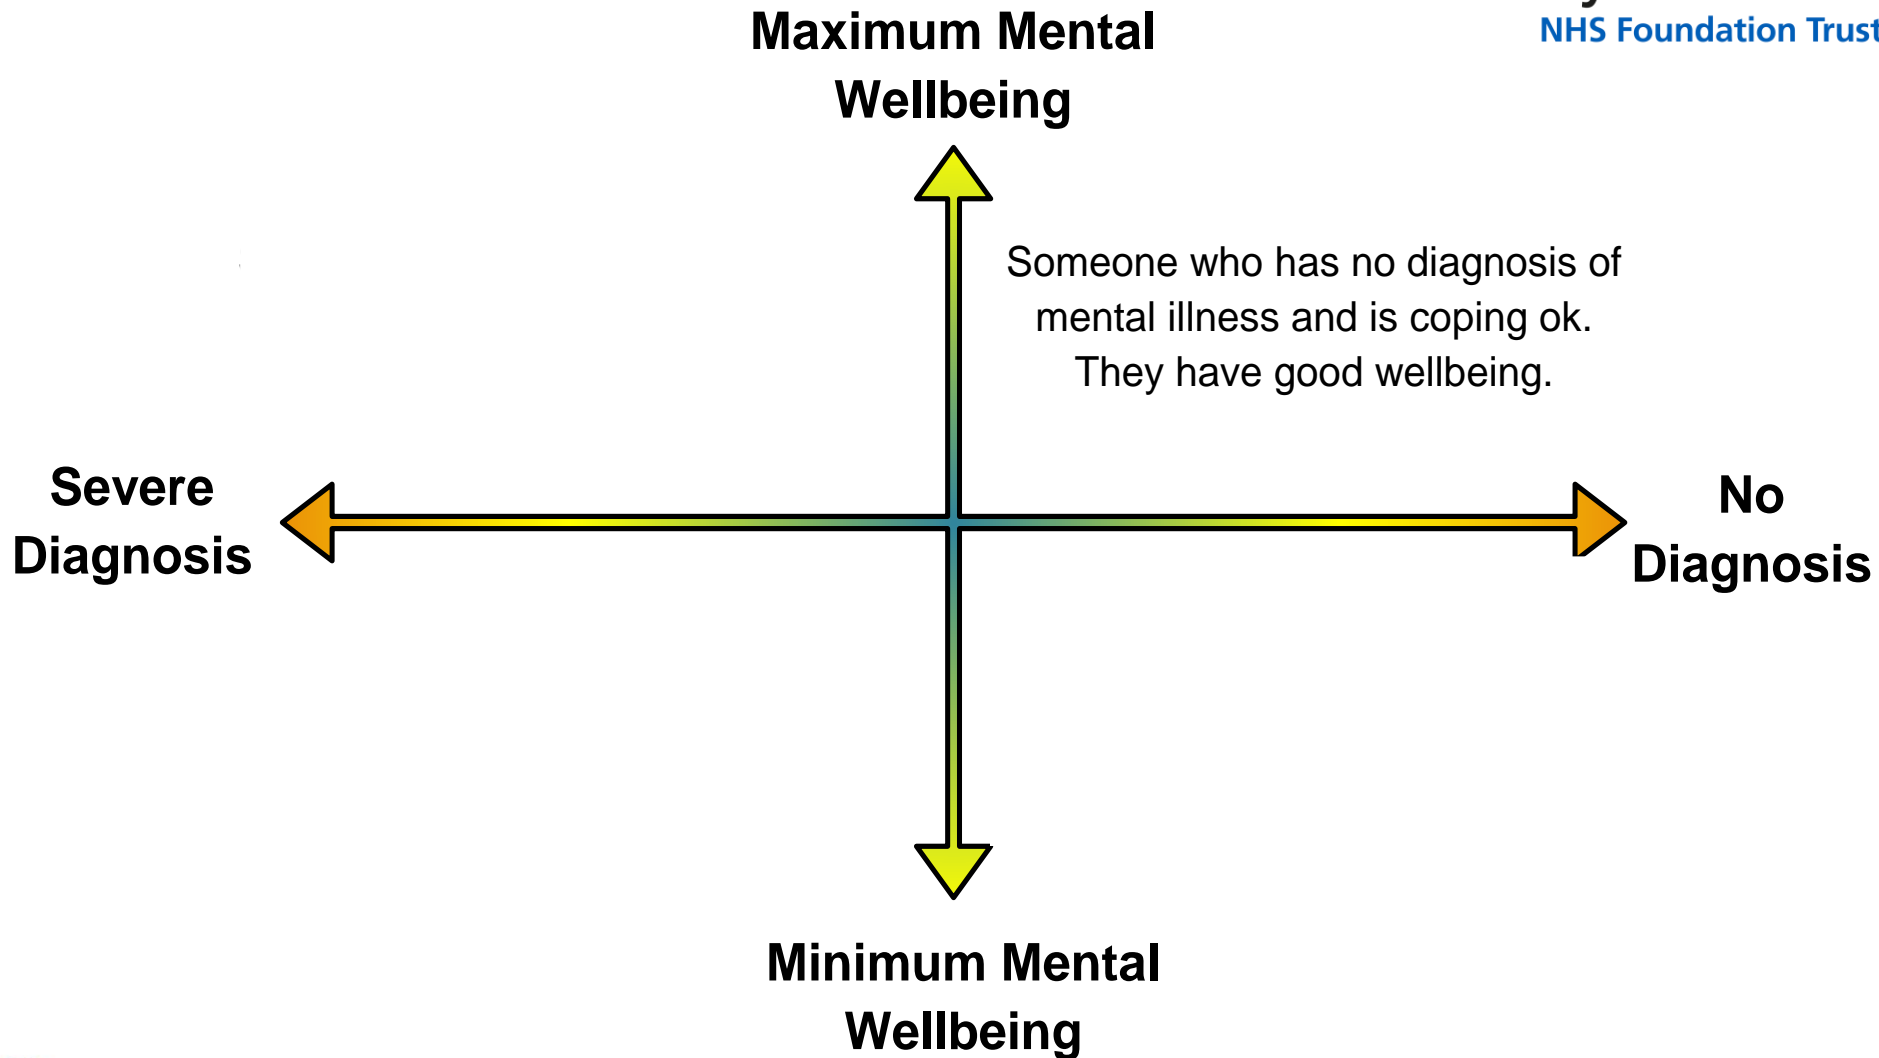 Maximum Mental
Wellbeing
NHS Foundation Trust
Someone who has no diagnosis of
mental illness and is coping ok.
They have good wellbeing.
Severe
Diagnosis
No
Diagnosis
Minimum Mental
Wellbeing